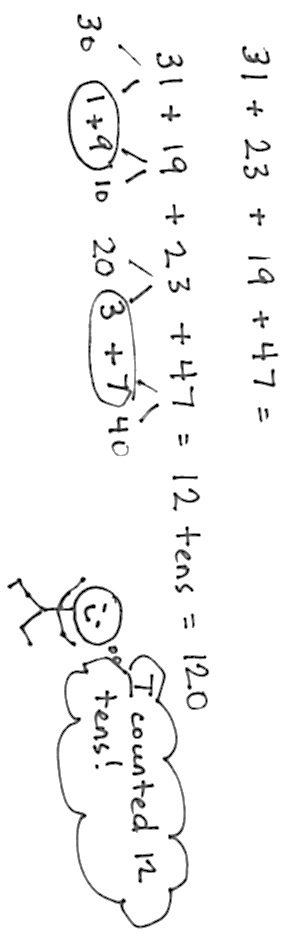 31 + 23 + 19 + 47 =
31 + 19 + 23 + 47 = 12 tens = 120
30 1+9 10 20 3 + 7 40
I counted 12
tens!